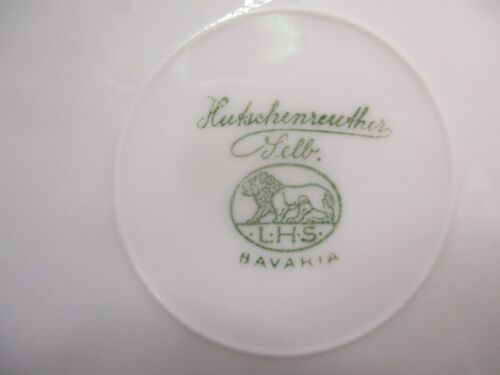 Hutschenreuther
Selb.
·L·H·S·
BAVARIA